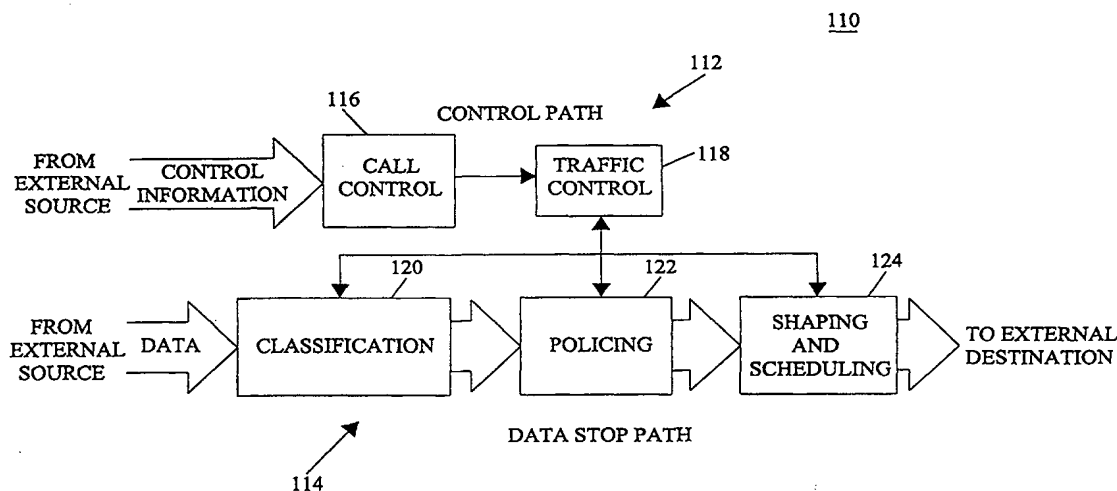 110
112
116
CONTROL PATH
FROM
EXTERNAL
SOURCE
CONTROL
INFORMATION
CALL
CONTROL
TRAFFIC
CONTROL
118
120
122
124
FROM
EXTERNAL
SOURCE
DATA
CLASSIFICATION
POLICING
SHAPING
AND
SCHEDULING
TO EXTERNAL
DESTINATION
DATA STOP PATH
114